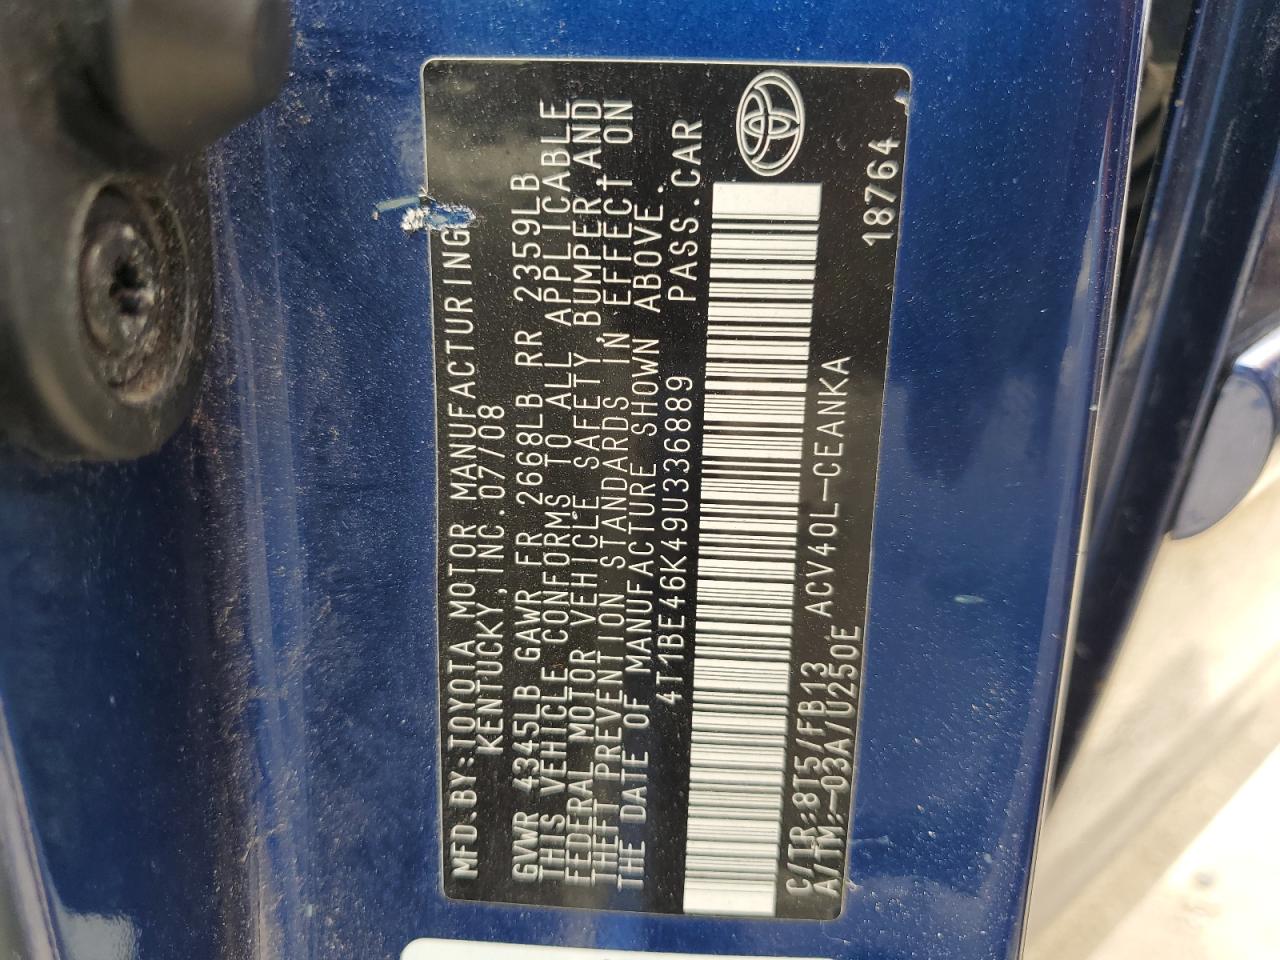 MFD.BY:TOYOTA MOTOR MANUFACTURING
KENTUCKY,INC.07/08
GVWR 4345LB GAWR FR 2668LB RR 2359LB
THIS VEHICLE CONFORMS TO ALL APPLICABLE
FEDERAL MOTOR VEHICLE SAFETY,BUMPER,AND
THEFT PREVENTION STANDARDS IN EFFECT ON
THE DATE OF MANUFACTURE SHOWN ABOVE.
4T1BE46K49U336889 PASS.CAR
C/TR:8T5/FB13 ACV40L-CEANKA 18764
A/TM:-03A/U250E